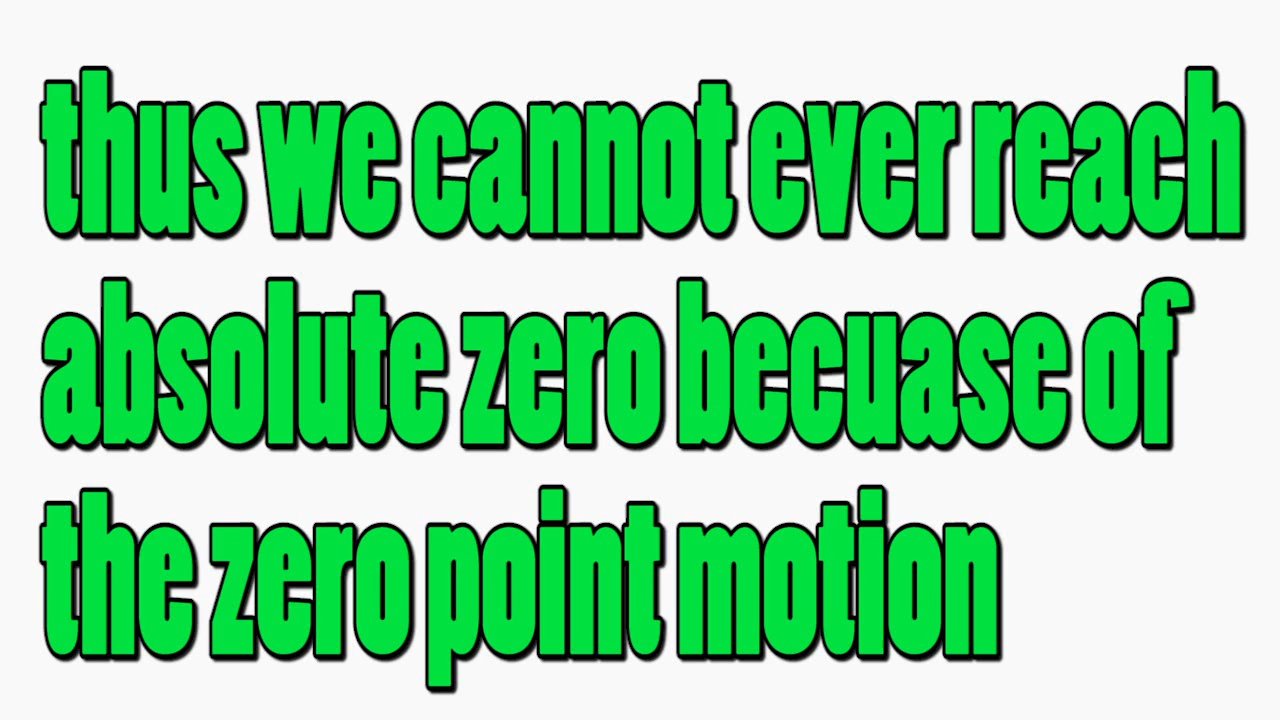 thus we cannot ever reach
absolute zero becuase of
the zero point motion